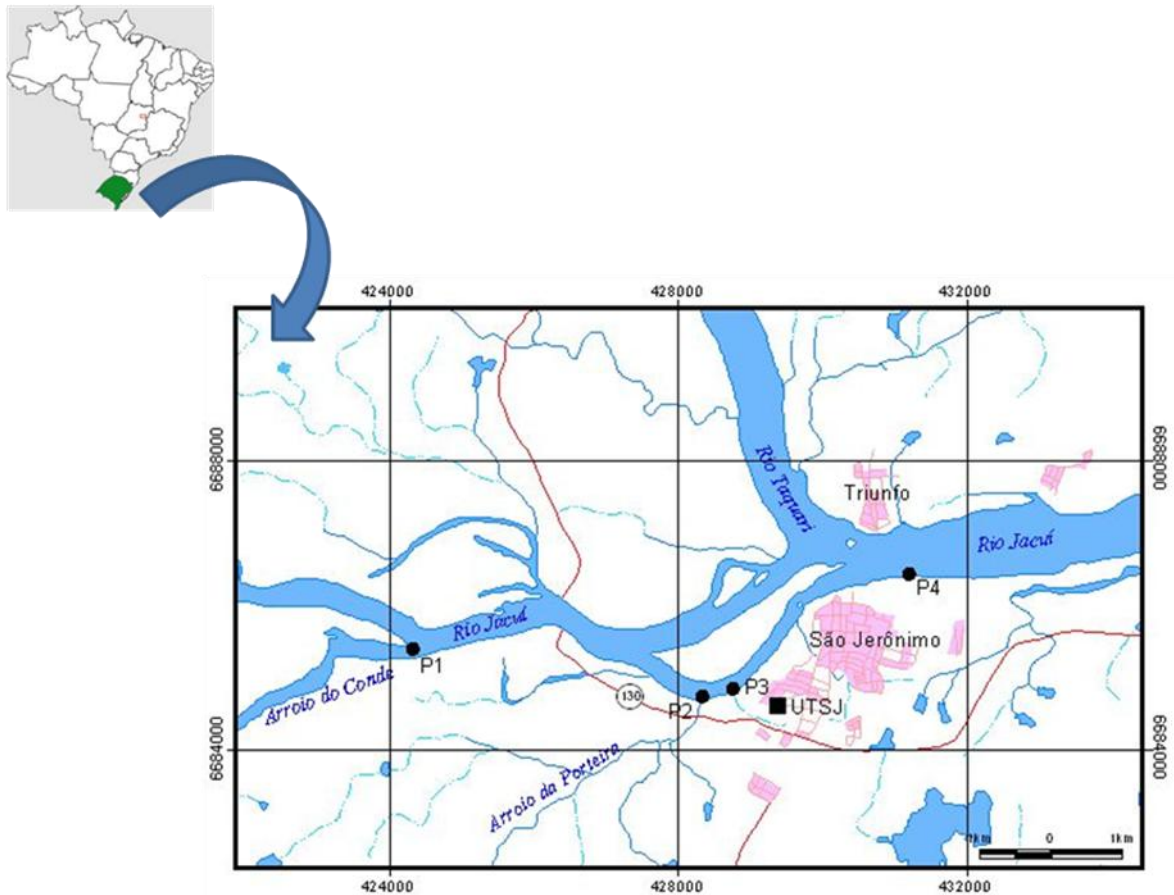 424000
428000
432000
6688000
6688000
Rio Taquari
Triunfo
Rio Jacuí
P4
Rio Jacuí
São Jerônimo
P1
Arroio do Conde
P3
130
P2
UTSJ
6684000
6684000
Arroio da Porteira
0
1km
424000
428000
432000